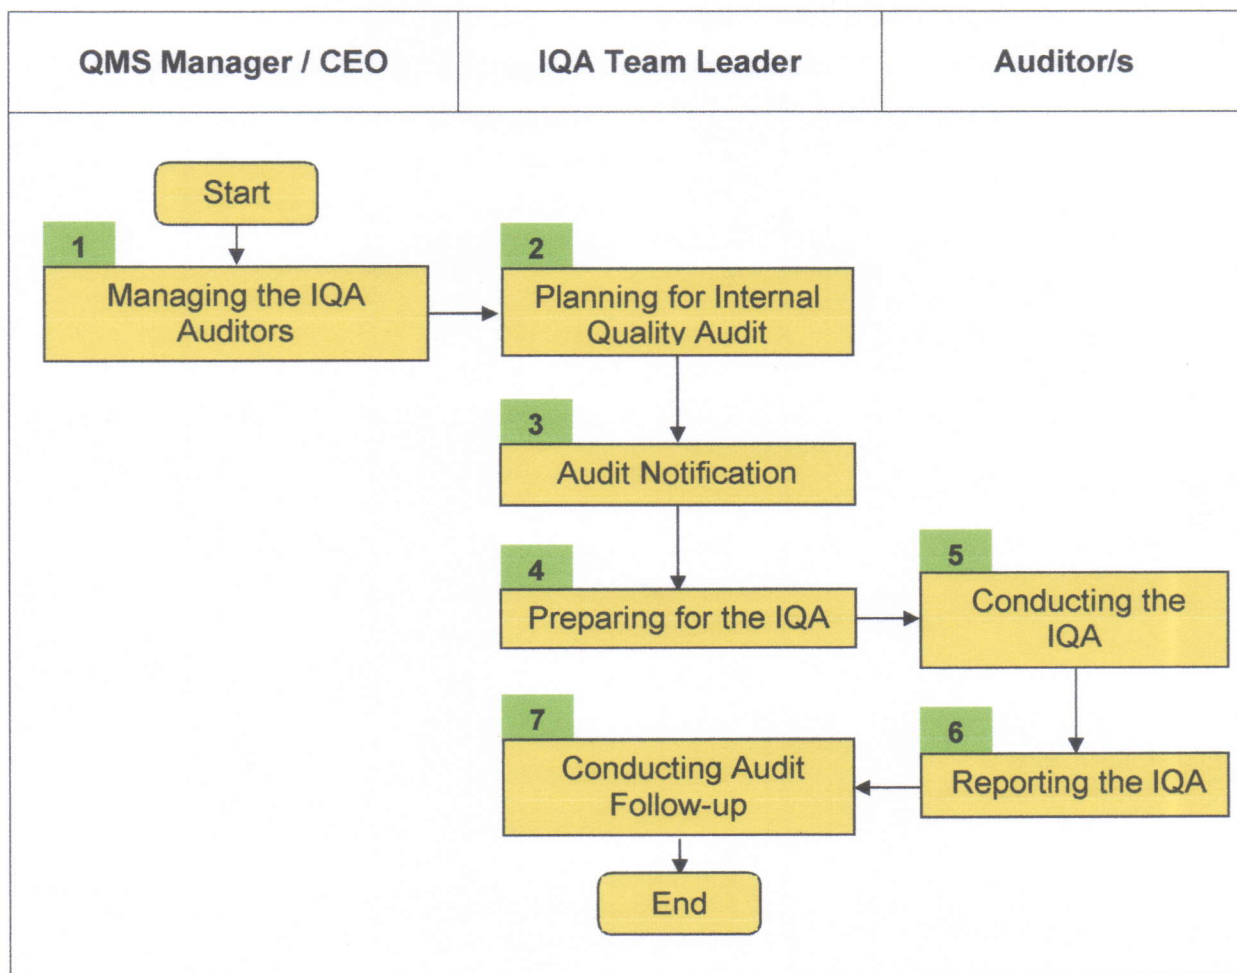 QMS Manager / CEO
IQA Team Leader
Auditor/s
Start
1
Managing the IQA
Auditors
2
Planning for Internal
Quality Audit
3
Audit Notification
4
Preparing for the IQA
5
Conducting the
IQA
6
Reporting the IQA
7
Conducting Audit
Follow-up
End